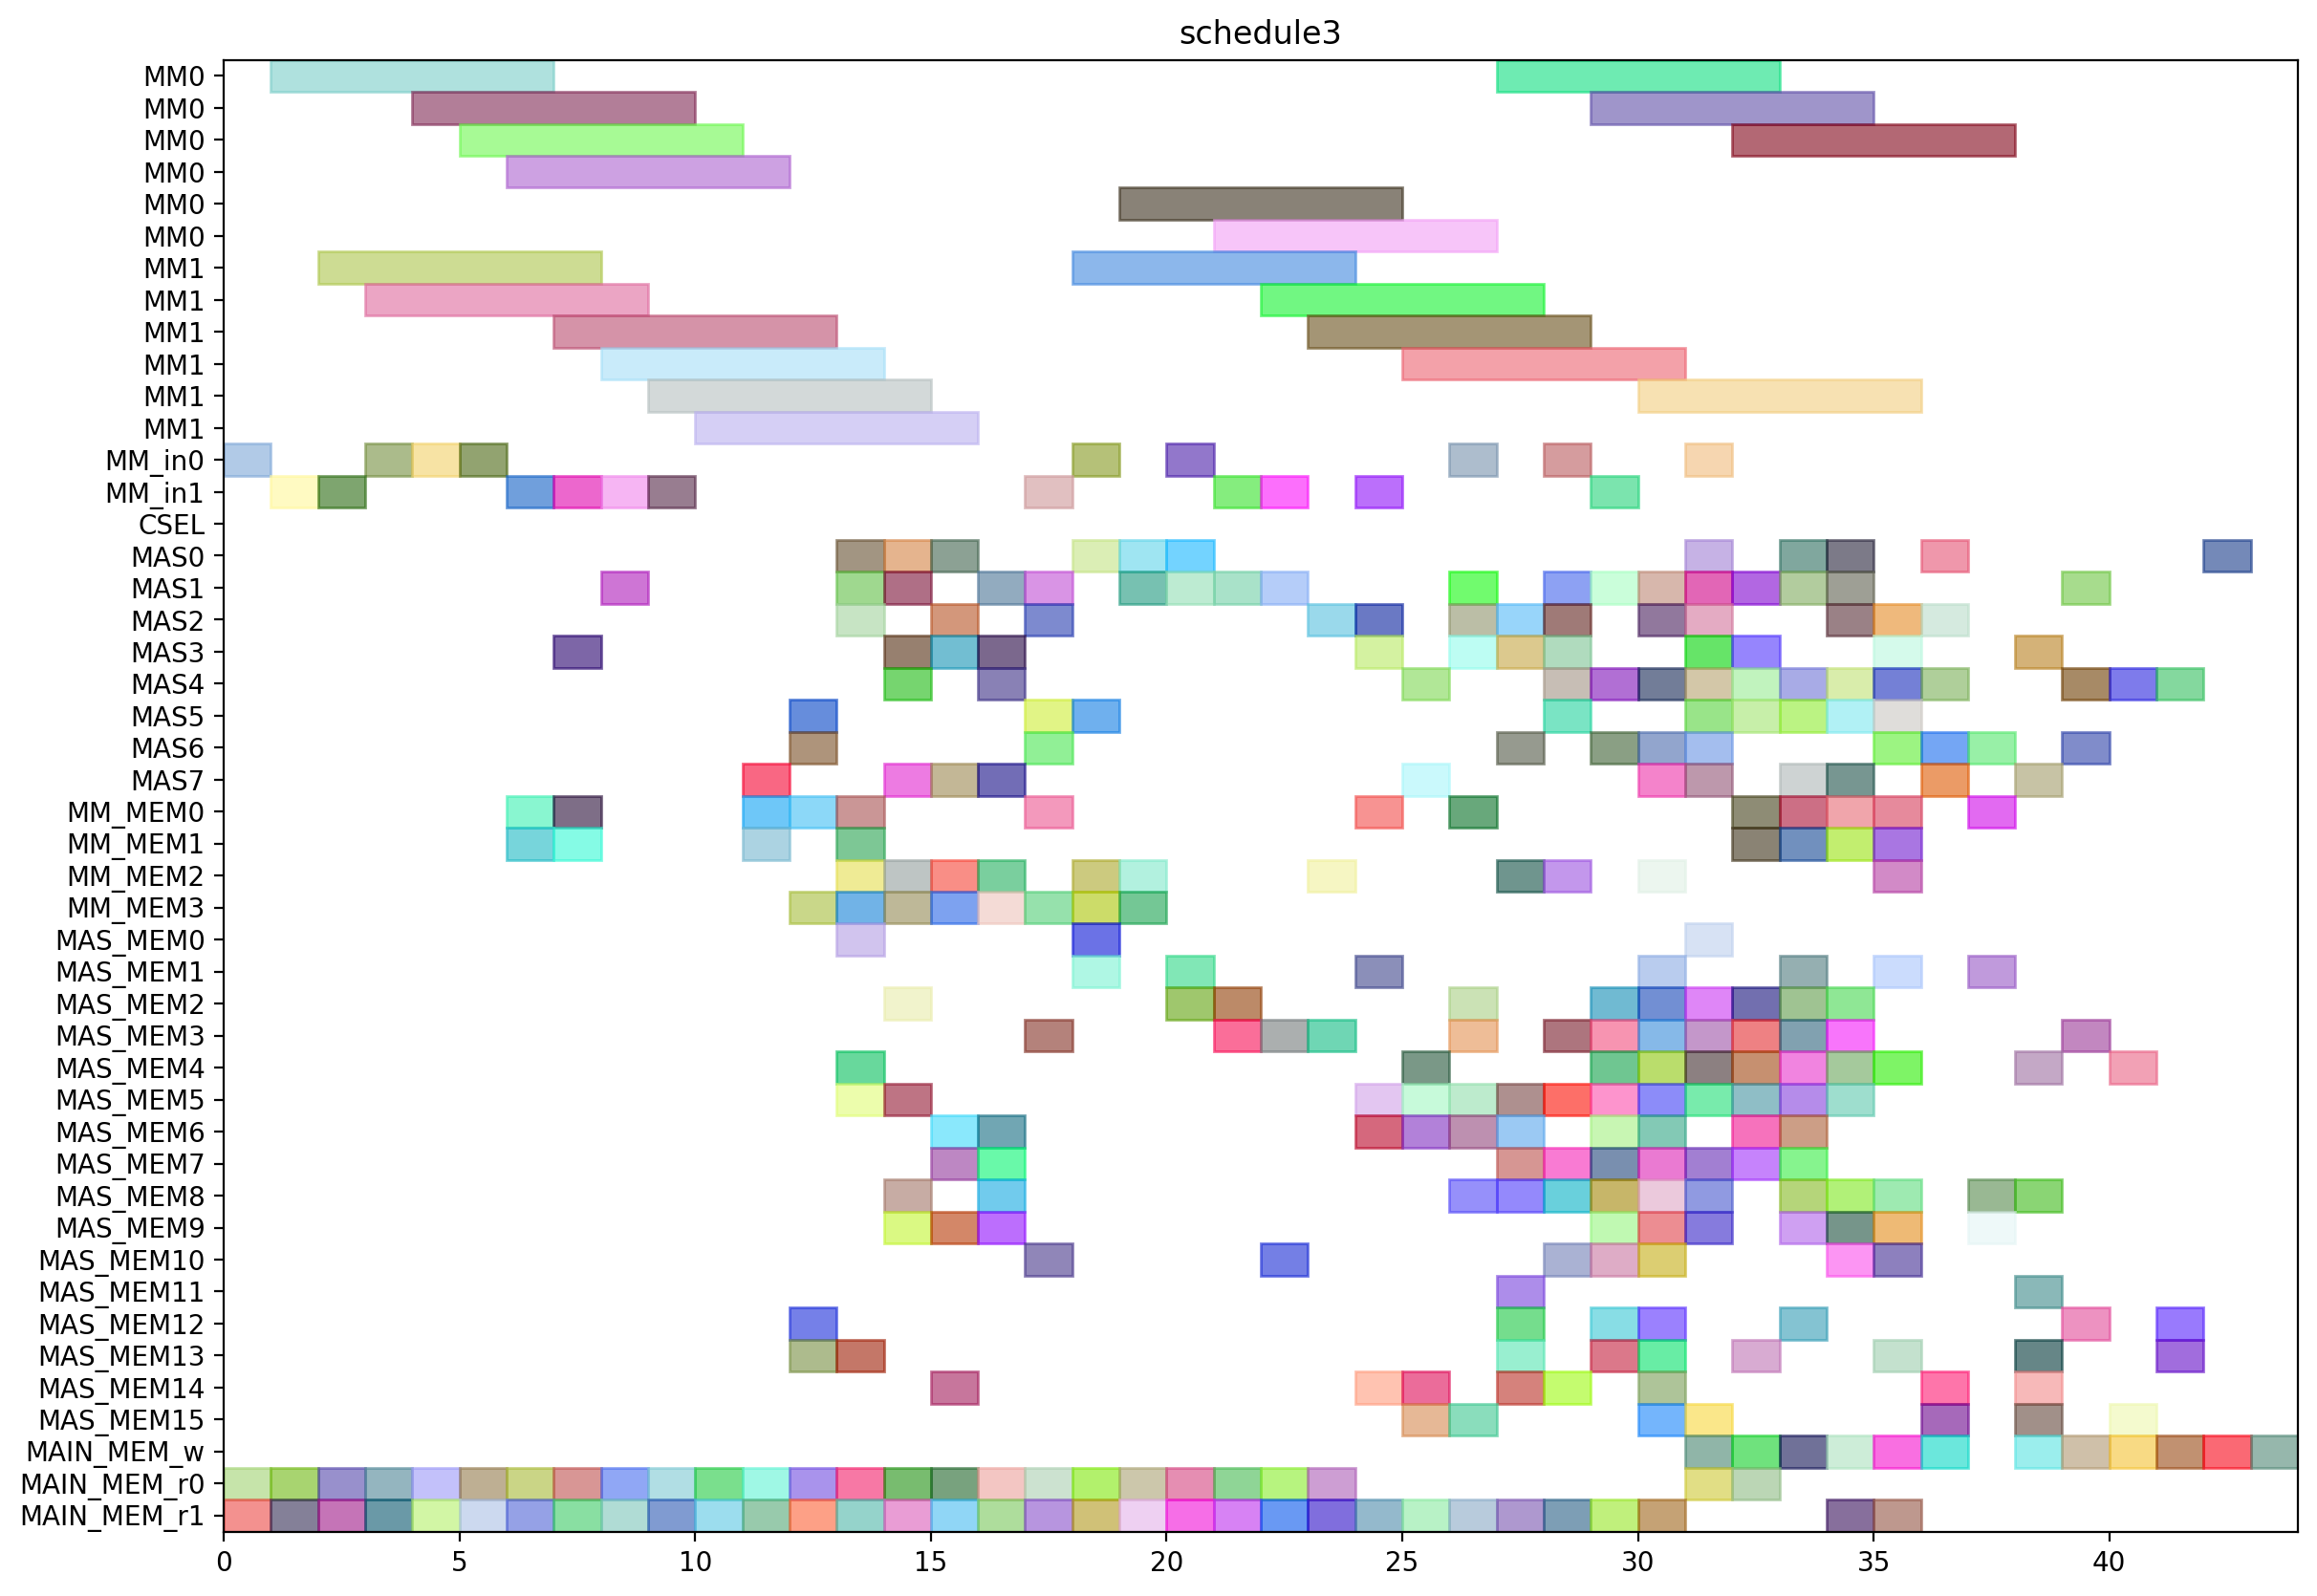 schedule3
MM0
MM0
MM0
MM0
MM0
MM0
MM1
MM1
MM1
MM1
MM1
MM1
MM_in0
MM_in1
CSEL
MAS0
MAS1
MAS2
MAS3
MAS4
MAS5
MAS6
MAS7
MM_MEM0
MM_MEM1
MM_MEM2
MM_MEM3
MAS_MEM0
MAS_MEM1
MAS_MEM2
MAS_MEM3
MAS_MEM4
MAS_MEM5
MAS_MEM6
MAS_MEM7
MAS_MEM8
MAS_MEM9
MAS_MEM10
MAS_MEM11
MAS_MEM12
MAS_MEM13
MAS_MEM14
MAS_MEM15
MAIN_MEM_w
MAIN_MEM_r0
MAIN_MEM_r1
0 5 10 15 20 25 30 35 40